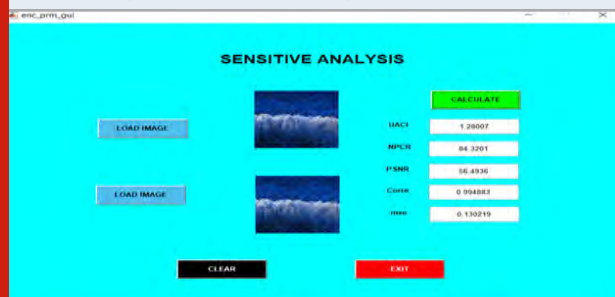 enc_prm_gui
SENSITIVE ANALYSIS
CALCULATE
LOAD IMAGE
UACI 1.28007
NPCR 94.3201
PSNR 56.4936
LOAD IMAGE
Corre 0.994883
mse 0.130219
CLEAR
EXIT